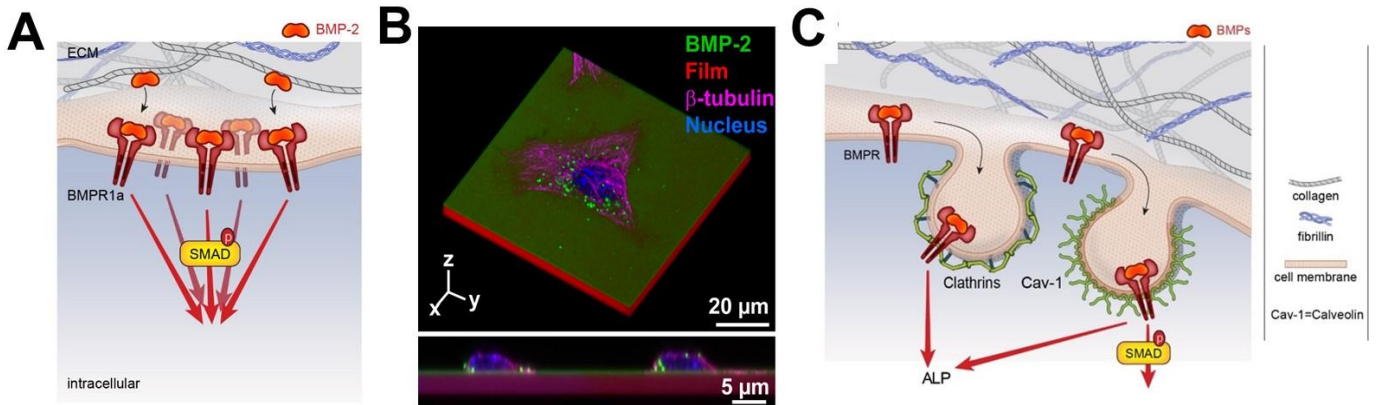 A
BMP-2
ECM
BMPR1a
p
SMAD
intracellular
B
BMP-2
Film
β-tubulin
Nucleus
z
x
y
20 µm
5 µm
C
BMPs
BMPR
Clathrins
Cav-1
p
SMAD
ALP
collagen
fibrillin
cell membrane
Cav-1=Calveolin